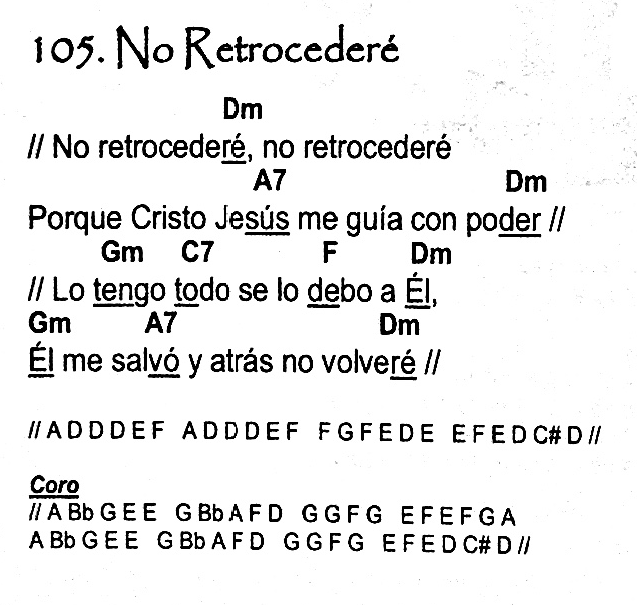 105. No Retrocederé
Dm
// No retrocederé, no retrocederé
A7 Dm
Porque Cristo Jesús me guía con poder //
Gm C7 F Dm
// Lo tengo todo se lo debo a Él,
Gm A7 Dm
Él me salvó y atrás no volveré //
//A D D D E F A D D D E F F G F E D E E F E D C# D//
Coro
//A Bb G E E G Bb A F D G G F G E F E F G A
A Bb G E E G Bb A F D G G F G E F E D C# D//